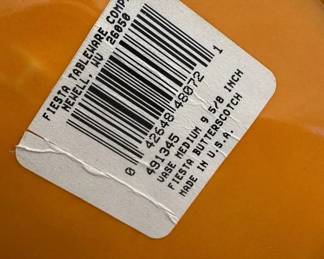 FIESTA TABLEWARE COMP
NEWELL, WV 26050
0 42648 48072 1
491345
VASE MEDIUM 9 5/8 INCH
FIESTA BUTTERSCOTCH
MADE IN U.S.A.